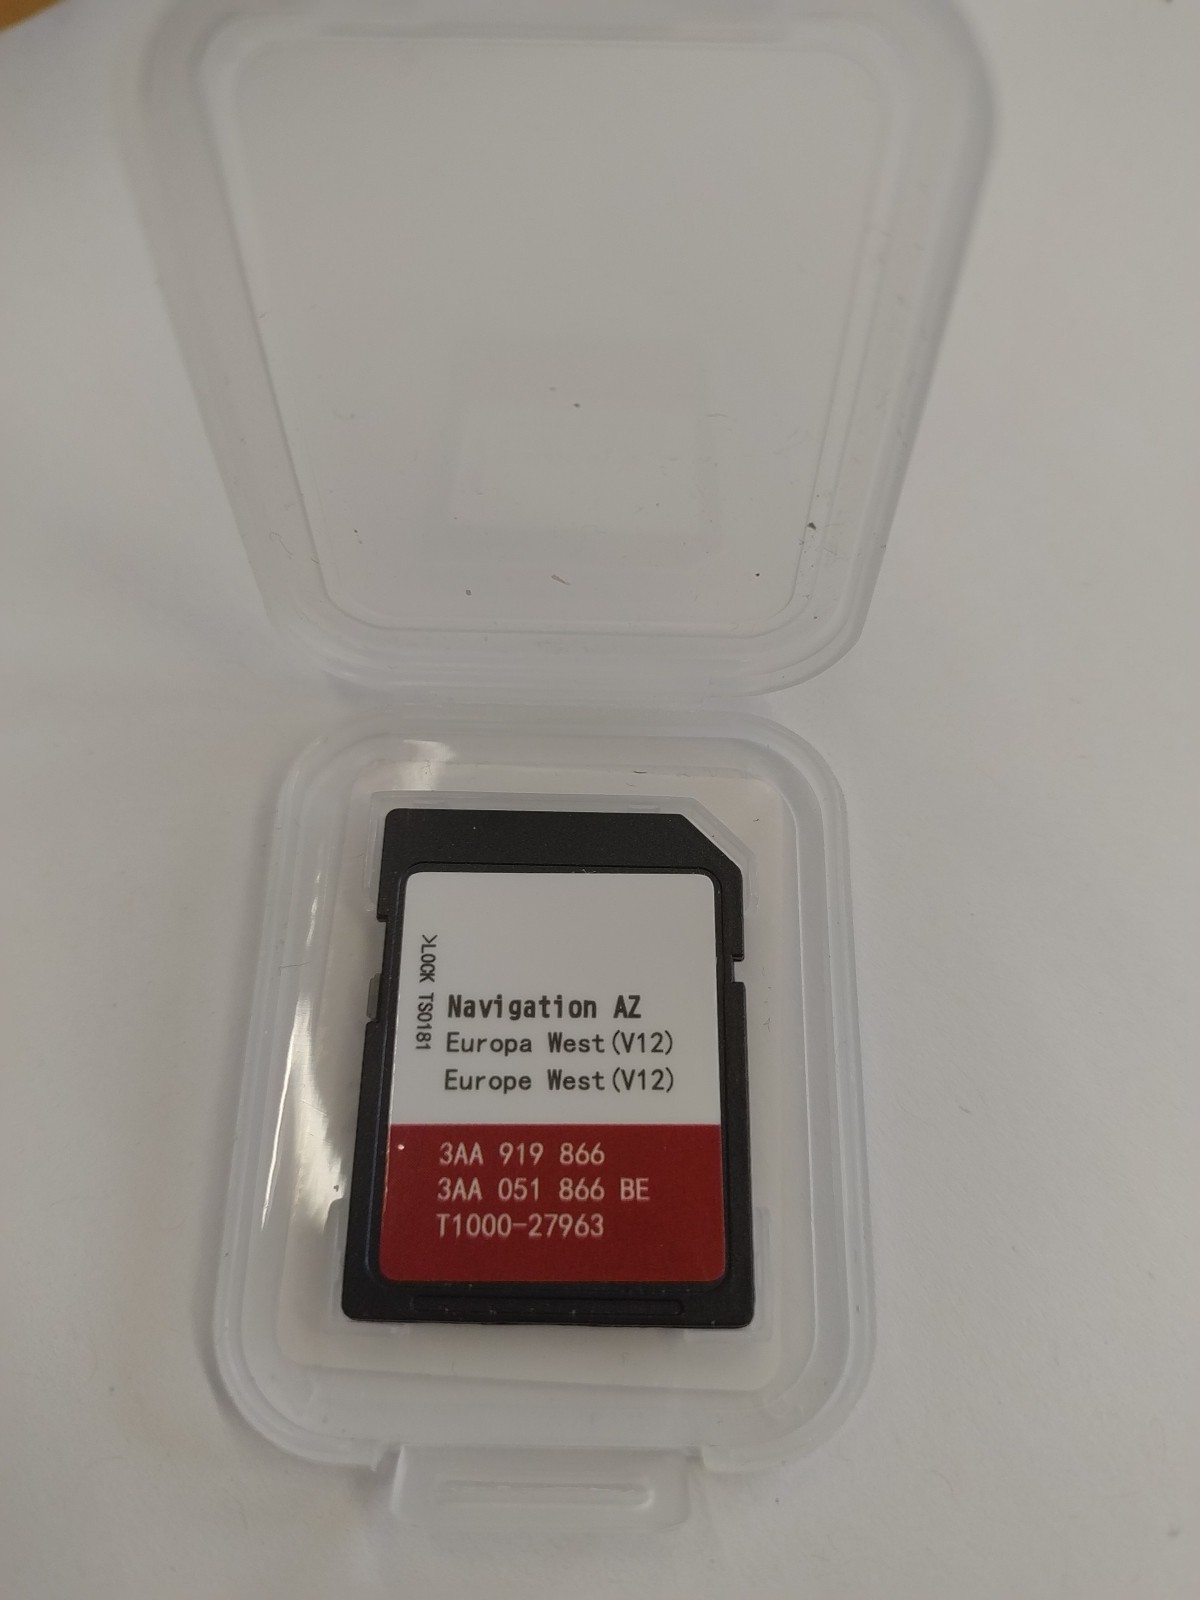 >LOCK TS0181
Navigation AZ
Europa West(V12)
Europe West(V12)
3AA 919 866
3AA 051 866 BE
T1000-27963